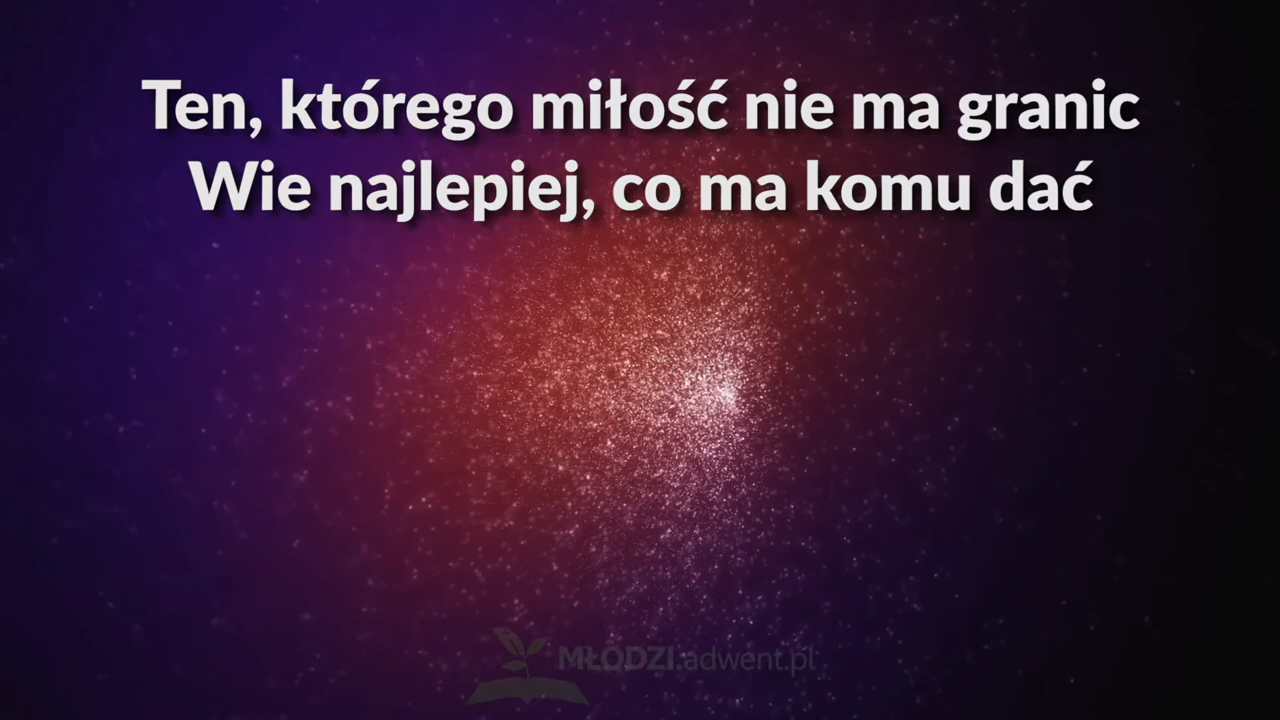 Ten, którego miłość nie ma granic
Wie najlepiej, co ma komu dać
MŁODZI.adwent.pl